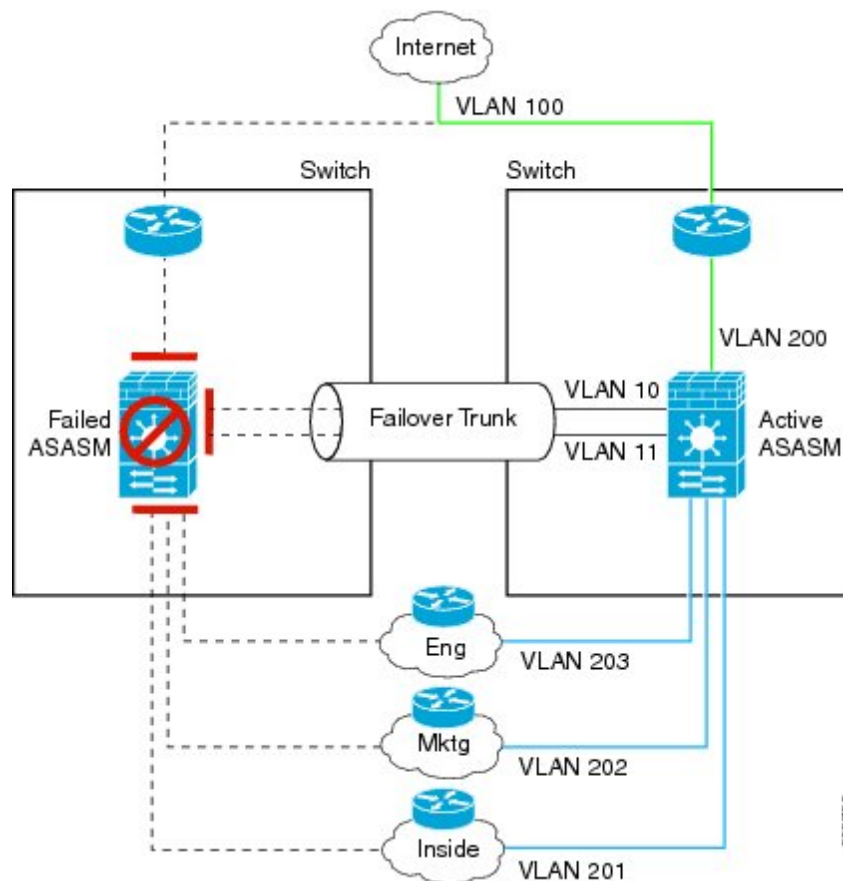 Internet
VLAN 100
Switch
Switch
VLAN 200
Failed
ASASM
Failover Trunk
VLAN 10
VLAN 11
Active
ASASM
Eng
VLAN 203
Mktg
VLAN 202
Inside
VLAN 201